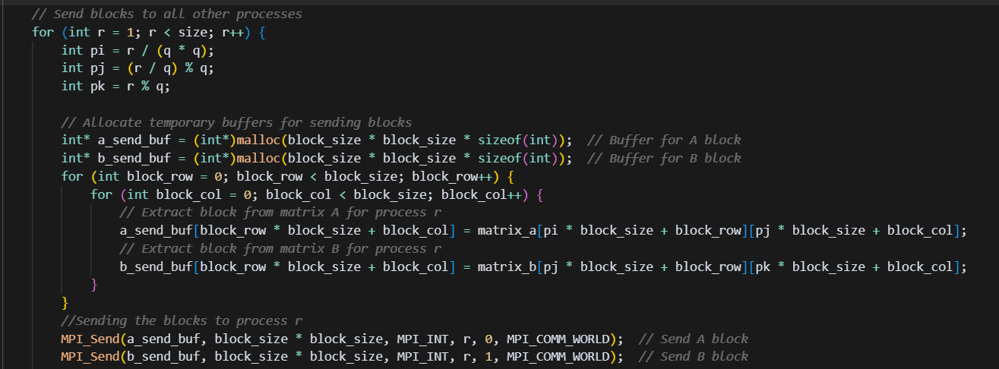 // Send blocks to all other processes
for (int r = 1; r < size; r++) {
int pi = r / (q * q);
int pj = (r / q) % q;
int pk = r % q;
// Allocate temporary buffers for sending blocks
int* a_send_buf = (int*)malloc(block_size * block_size * sizeof(int));  // Buffer for A block
int* b_send_buf = (int*)malloc(block_size * block_size * sizeof(int));  // Buffer for B block
for (int block_row = 0; block_row < block_size; block_row++) {
for (int block_col = 0; block_col < block_size; block_col++) {
// Extract block from matrix A for process r
a_send_buf[block_row * block_size + block_col] = matrix_a[pi * block_size + block_row][pj * block_size + block_col];
// Extract block from matrix B for process r
b_send_buf[block_row * block_size + block_col] = matrix_b[pj * block_size + block_row][pk * block_size + block_col];
}
}
//Sending the blocks to process r
MPI_Send(a_send_buf, block_size * block_size, MPI_INT, r, 0, MPI_COMM_WORLD);  // Send A block
MPI_Send(b_send_buf, block_size * block_size, MPI_INT, r, 1, MPI_COMM_WORLD);  // Send B block